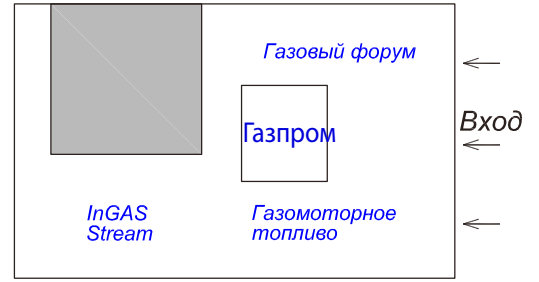 Газовый форум
Вход
Газпром
InGAS
Stream
Газомоторное
топливо